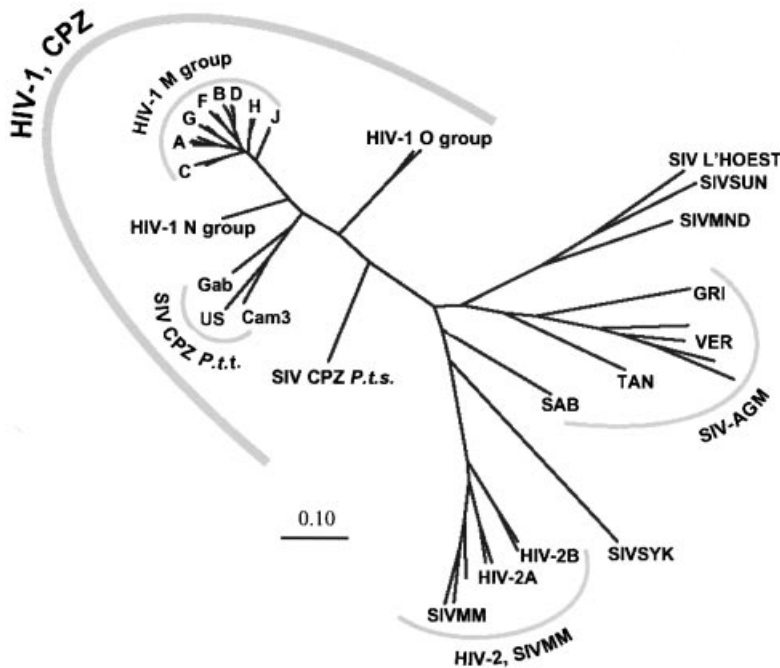 HIV-1, CPZ
HIV-1 M group
B D
F
H
G
J
A
C
HIV-1 O group
SIV L'HOEST
SIVSUN
SIVMND
HIV-1 N group
Gab
GRI
US
Cam3
VER
SIV CPZ P.t.t.
SIV CPZ P.t.s.
TAN
SAB
SIV-AGM
0.10
SIVSYK
HIV-2B
HIV-2A
SIVMM
HIV-2, SIVMM